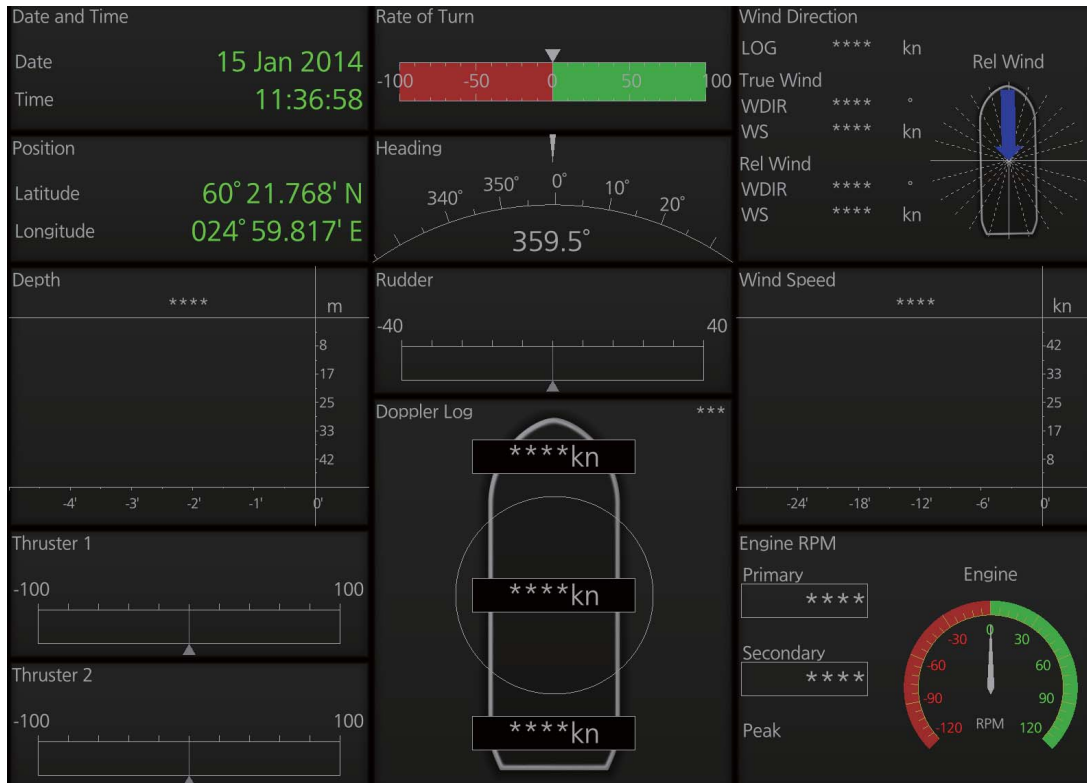 Date and Time
Date 15 Jan 2014
Time 11:36:58
Rate of Turn
-100 -50 0 50 100
Wind Direction
LOG **** kn
True Wind
WDIR **** °
WS **** kn
Rel Wind
WDIR **** °
WS **** kn
Rel Wind
Position
Latitude 60° 21.768' N
Longitude 024° 59.817' E
Heading
340° 350° 0° 10° 20°
359.5°
Depth
**** m
8
17
25
33
42
-4' -3' -2' -1' 0'
Rudder
-40 40
Wind Speed
**** kn
42
33
25
17
8
-24' -18' -12' -6' 0'
Doppler Log ***
****kn
****kn
****kn
Thruster 1
-100 100
Thruster 2
-100 100
Engine RPM
Primary
****
Secondary
****
Peak
Engine
-120 -90 -60 -30 0 30 60 90 120
RPM